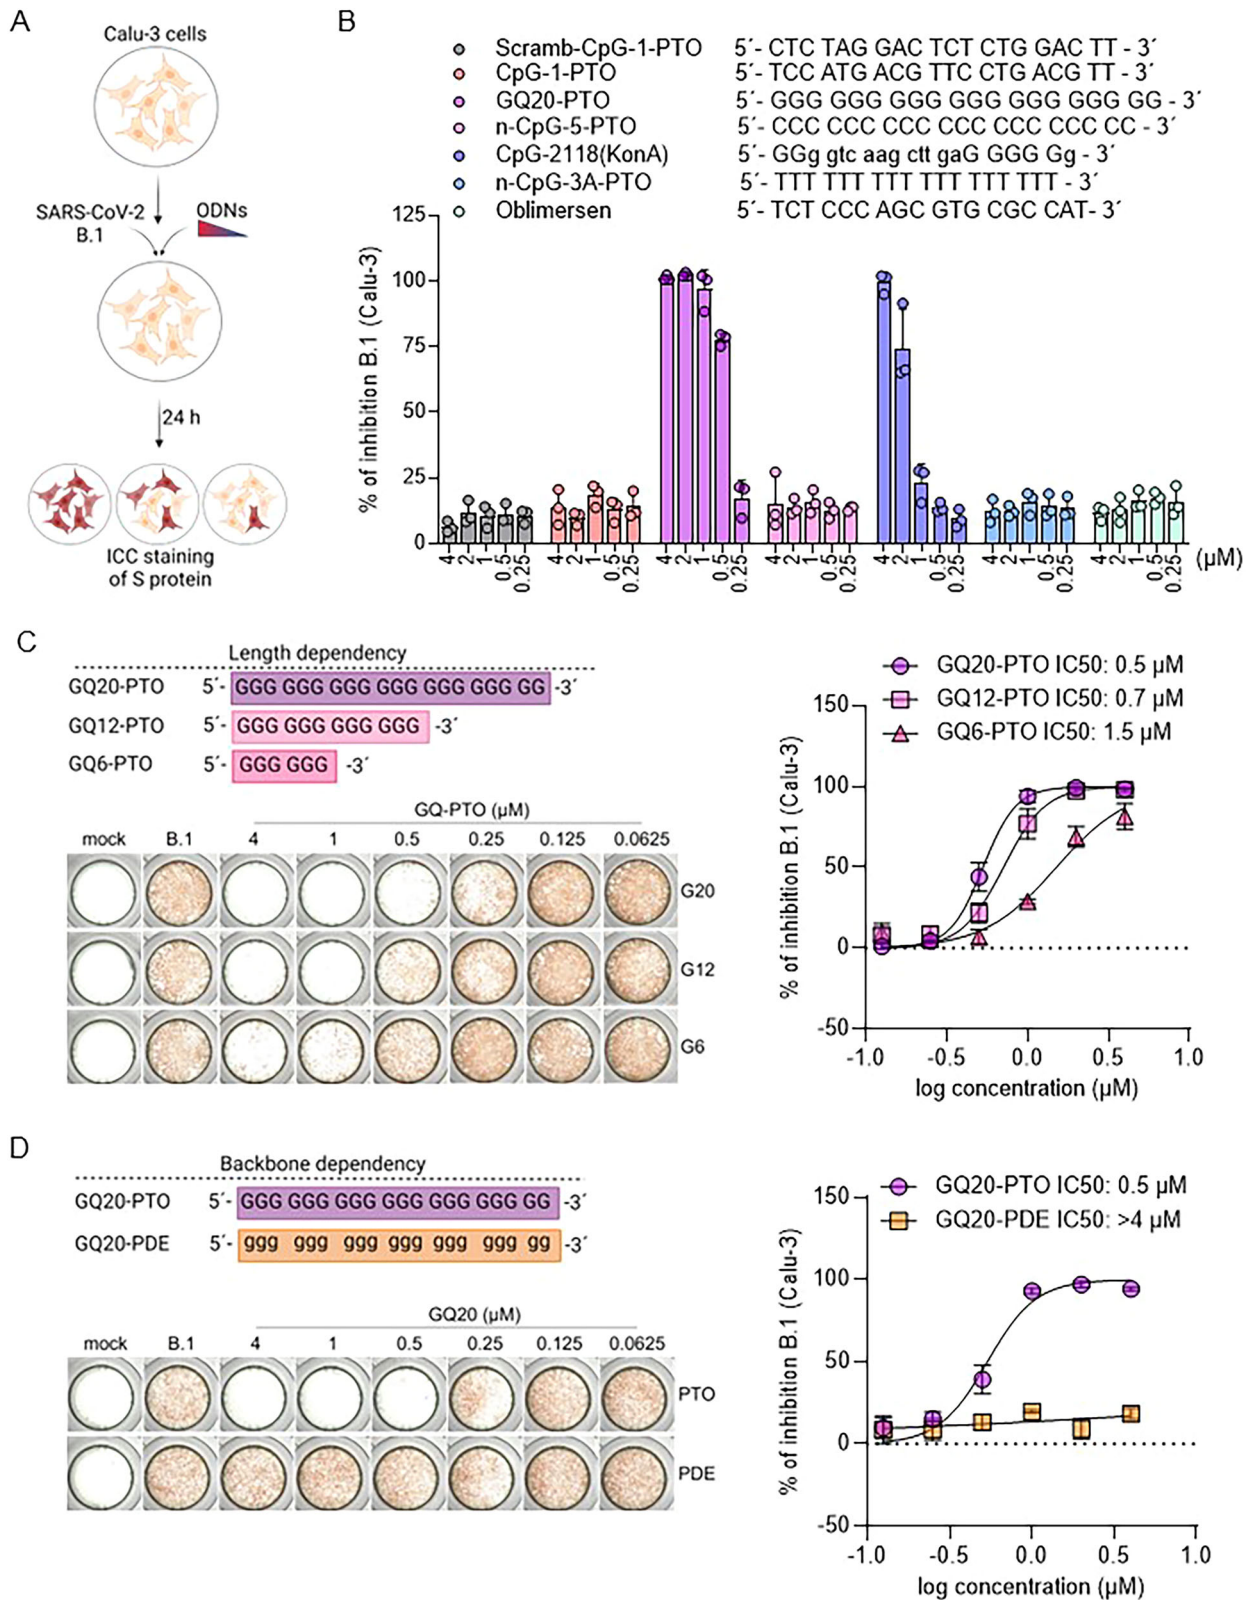 A
Calu-3 cells
SARS-CoV-2
B.1
ODNs
24 h
ICC staining
of S protein
B
Scramb-CpG-1-PTO 5´- CTC TAG GAC TCT CTG GAC TT - 3´
CpG-1-PTO 5´- TCC ATG ACG TTC CTG ACG TT - 3´
GQ20-PTO 5´- GGG GGG GGG GGG GGG GGG GG - 3´
n-CpG-5-PTO 5´- CCC CCC CCC CCC CCC CCC CC - 3´
CpG-2118(KonA) 5´- GGg gtc aag ctt gaG GGG Gg - 3´
n-CpG-3A-PTO 5´- TTT TTT TTT TTT TTT TTT - 3´
Oblimersen 5´- TCT CCC AGC GTG CGC CAT- 3´
% of inhibition B.1 (Calu-3)
125
100
75
50
25
0
4 2 1 0.5 0.25 4 2 1 0.5 0.25 4 2 1 0.5 0.25 4 2 1 0.5 0.25 4 2 1 0.5 0.25 4 2 1 0.5 0.25 4 2 1 0.5 0.25 (µM)
C
Length dependency
GQ20-PTO 5´- GGG GGG GGG GGG GGG GGG GG -3´
GQ12-PTO 5´- GGG GGG GGG GGG -3´
GQ6-PTO 5´- GGG GGG -3´
GQ-PTO (µM)
mock B.1 4 1 0.5 0.25 0.125 0.0625
G20
G12
G6
GQ20-PTO IC50: 0.5 µM
GQ12-PTO IC50: 0.7 µM
GQ6-PTO IC50: 1.5 µM
% of inhibition B.1 (Calu-3)
150
100
50
0
-50
-1.0 -0.5 0.0 0.5 1.0
log concentration (µM)
D
Backbone dependency
GQ20-PTO 5´- GGG GGG GGG GGG GGG GGG GG -3´
GQ20-PDE 5´- ggg ggg ggg ggg ggg ggg gg -3´
GQ20 (µM)
mock B.1 4 1 0.5 0.25 0.125 0.0625
PTO
PDE
GQ20-PTO IC50: 0.5 µM
GQ20-PDE IC50: >4 µM
% of inhibition B.1 (Calu-3)
150
100
50
0
-50
-1.0 -0.5 0.0 0.5 1.0
log concentration (µM)